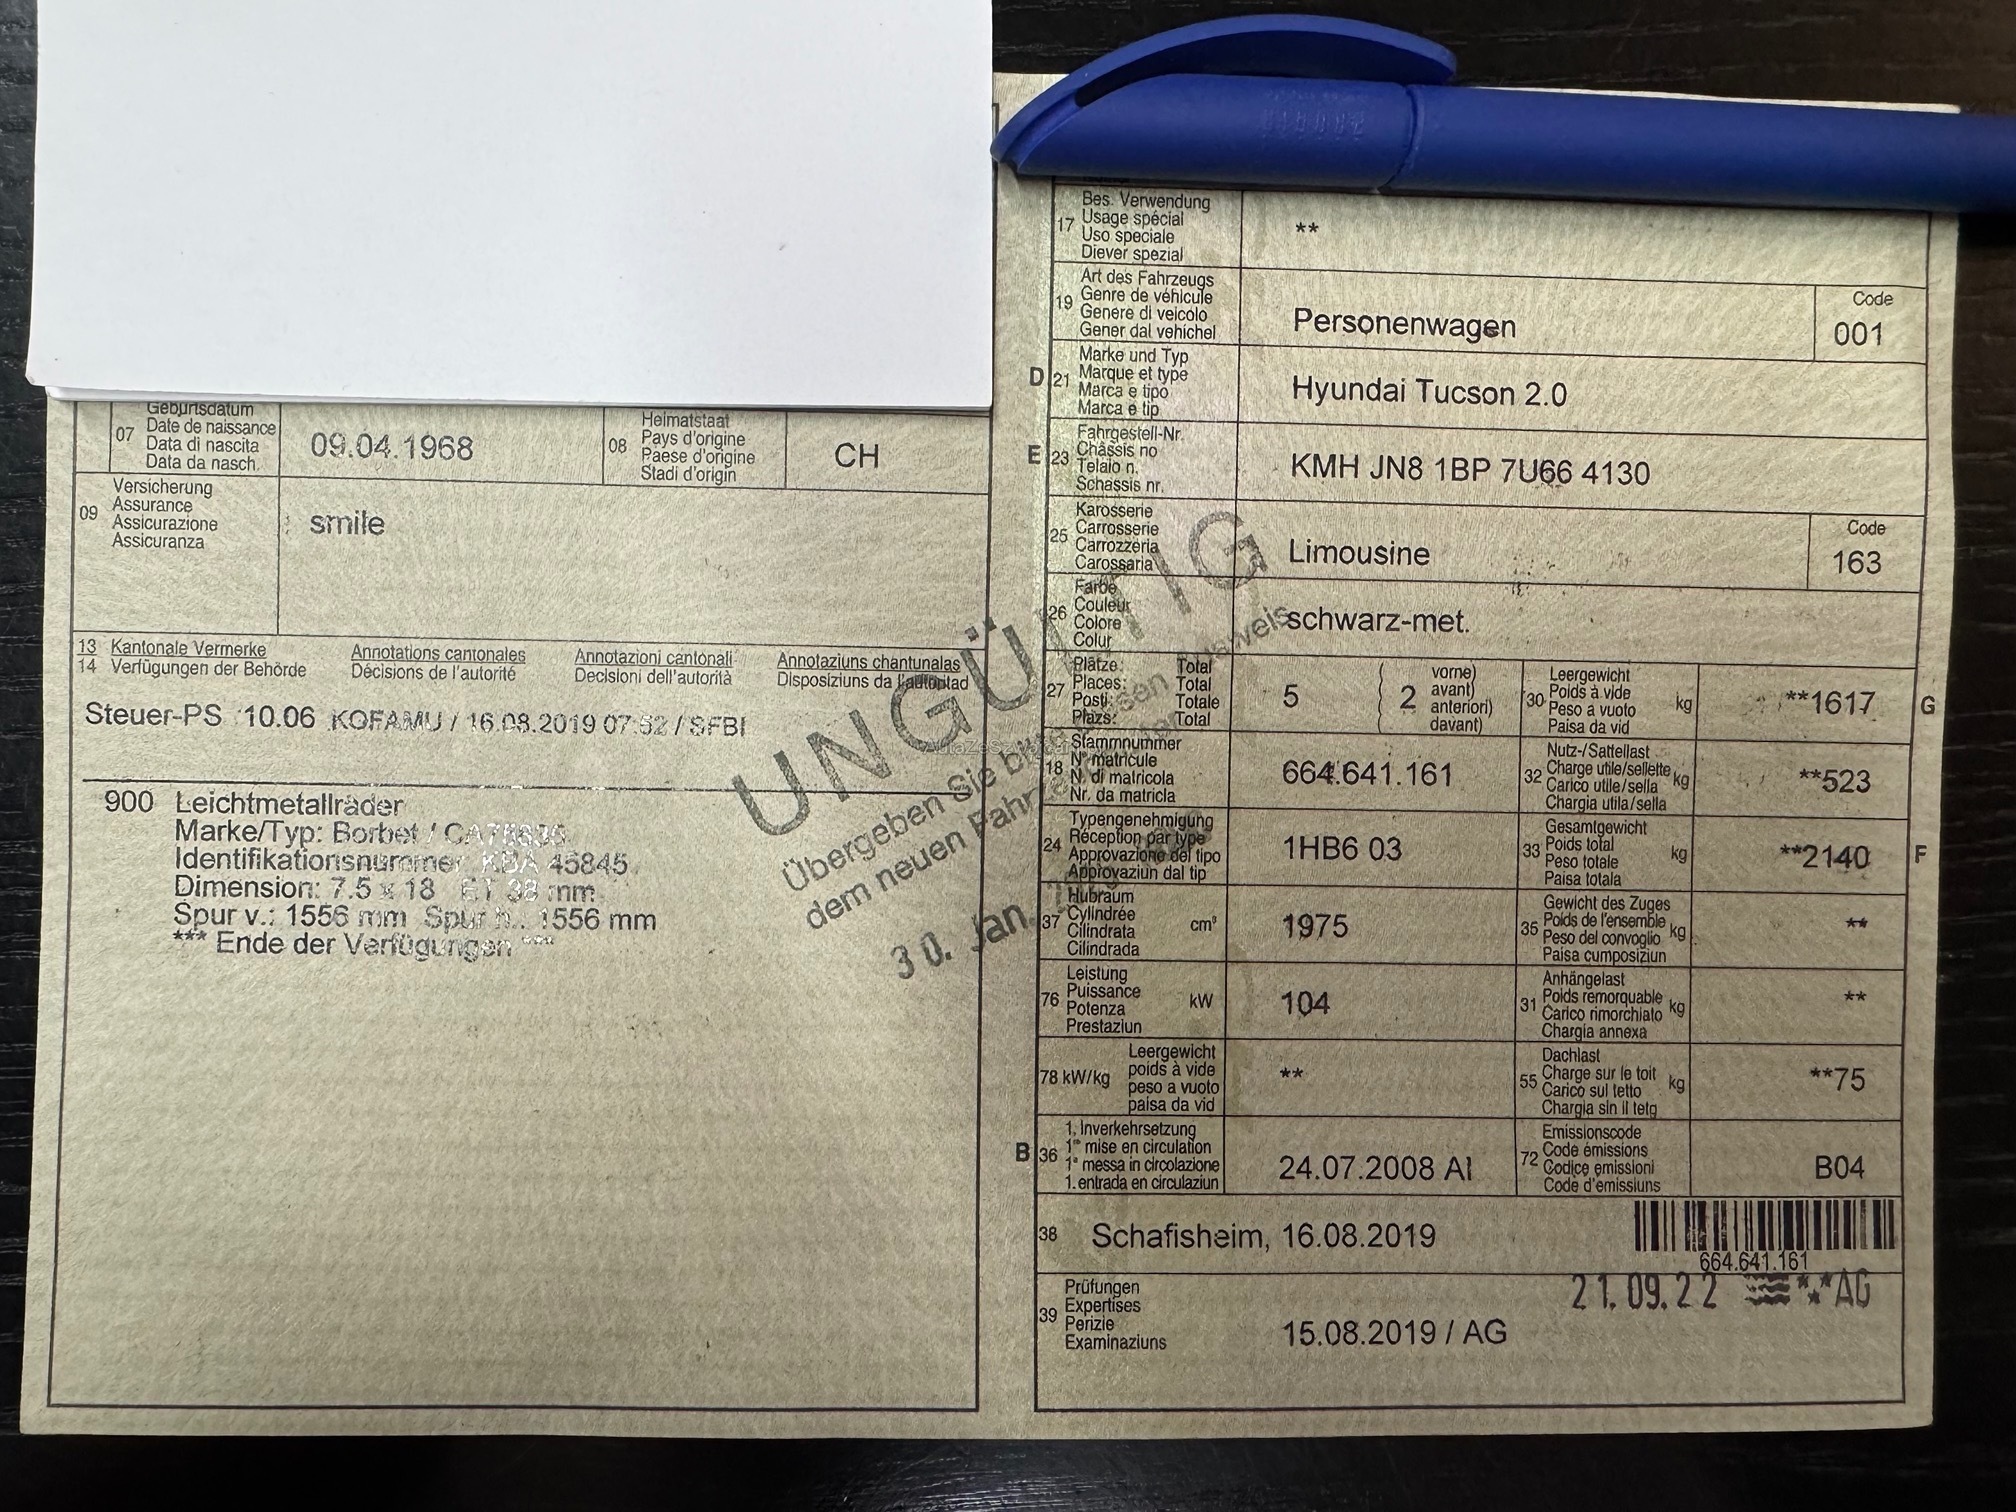 07
Geburtsdatum
Date de naissance
Data di nascita
Data da nasch.
09.04.1968
08
Heimatstaat
Pays d'origine
Paese d'origine
Stadi d'origin
CH
09
Versicherung
Assurance
Assicurazione
Assicuranza
smile
13 Kantonale Vermerke Annotations cantonales Annotazioni cantonali Annotaziuns chantunalas
14 Verfügungen der Behörde Décisions de l'autorité Decisioni dell'autorità Disposiziuns da l'autoritad
Steuer-PS 10.06 KOFAMU / 16.08.2019 07:52 / SFBI
900 Leichtmetallräder
Marke/Typ: Borbet /
Identifikationsnummer KBA 45845
Dimension: 7.5 x 18 ET 38 mm
Spur v.: 1556 mm Spur h.: 1556 mm
*** Ende der Verfügungen ***
UNGÜLTIG
Übergeben Sie bitte diesen Ausweis
dem neuen
30. Jan.
17
Bes. Verwendung
Usage spécial
Uso speciale
Diever spezial
**
19
Art des Fahrzeugs
Genre de véhicule
Genere di veicolo
Gener dal vehichel
Personenwagen
Code
001
D 21
Marke und Typ
Marque et type
Marca e tipo
Marca e tip
Hyundai Tucson 2.0
E 23
Fahrgestell-Nr.
Châssis no
Telaio n.
Schassis nr.
KMH JN8 1BP 7U66 4130
25
Karosserie
Carrosserie
Carrozzeria
Carossaria
Limousine
Code
163
26
Farbe
Couleur
Colore
Colur
schwarz-met.
27
Plätze: Total
Places: Total
Posti: Totale
Plazs: Total
5
2
vorne)
avant)
anteriori)
davant)
30
Leergewicht
Poids à vide
Peso a vuoto
Paisa da vid
kg
**1617
G
18
Stammnummer
N° matricule
N. di matricola
Nr. da matricla
664.641.161
32
Nutz-/Sattellast
Charge utile/sellette
Carico utile/sella
Chargia utila/sella
kg
**523
24
Typengenehmigung
Réception par type
Approvazione del tipo
Approvaziun dal tip
1HB6 03
33
Gesamtgewicht
Poids total
Peso totale
Paisa totala
kg
**2140
F
37
Hubraum
Cylindrée
Cilindrata
Cilindrada
cm³
1975
35
Gewicht des Zuges
Poids de l'ensemble
Peso del convoglio
Paisa cumposiziun
kg
**
76
Leistung
Puissance
Potenza
Prestaziun
kW
104
31
Anhängelast
Poids remorquable
Carico rimorchiato
Chargia annexa
kg
**
78 kW/kg
Leergewicht
poids à vide
peso a vuoto
paisa da vid
**
55
Dachlast
Charge sur le toit
Carico sul tetto
Chargia sin il tetg
kg
**75
B 36
1. Inverkehrsetzung
1re mise en circulation
1a messa in circolazione
1. entrada en circulaziun
24.07.2008 AI
72
Emissionscode
Code émissions
Codice emissioni
Code d'emissiuns
B04
38
Schafisheim, 16.08.2019
664.641.161
21.09.22 **AG
39
Prüfungen
Expertises
Perizie
Examinaziuns
15.08.2019 / AG